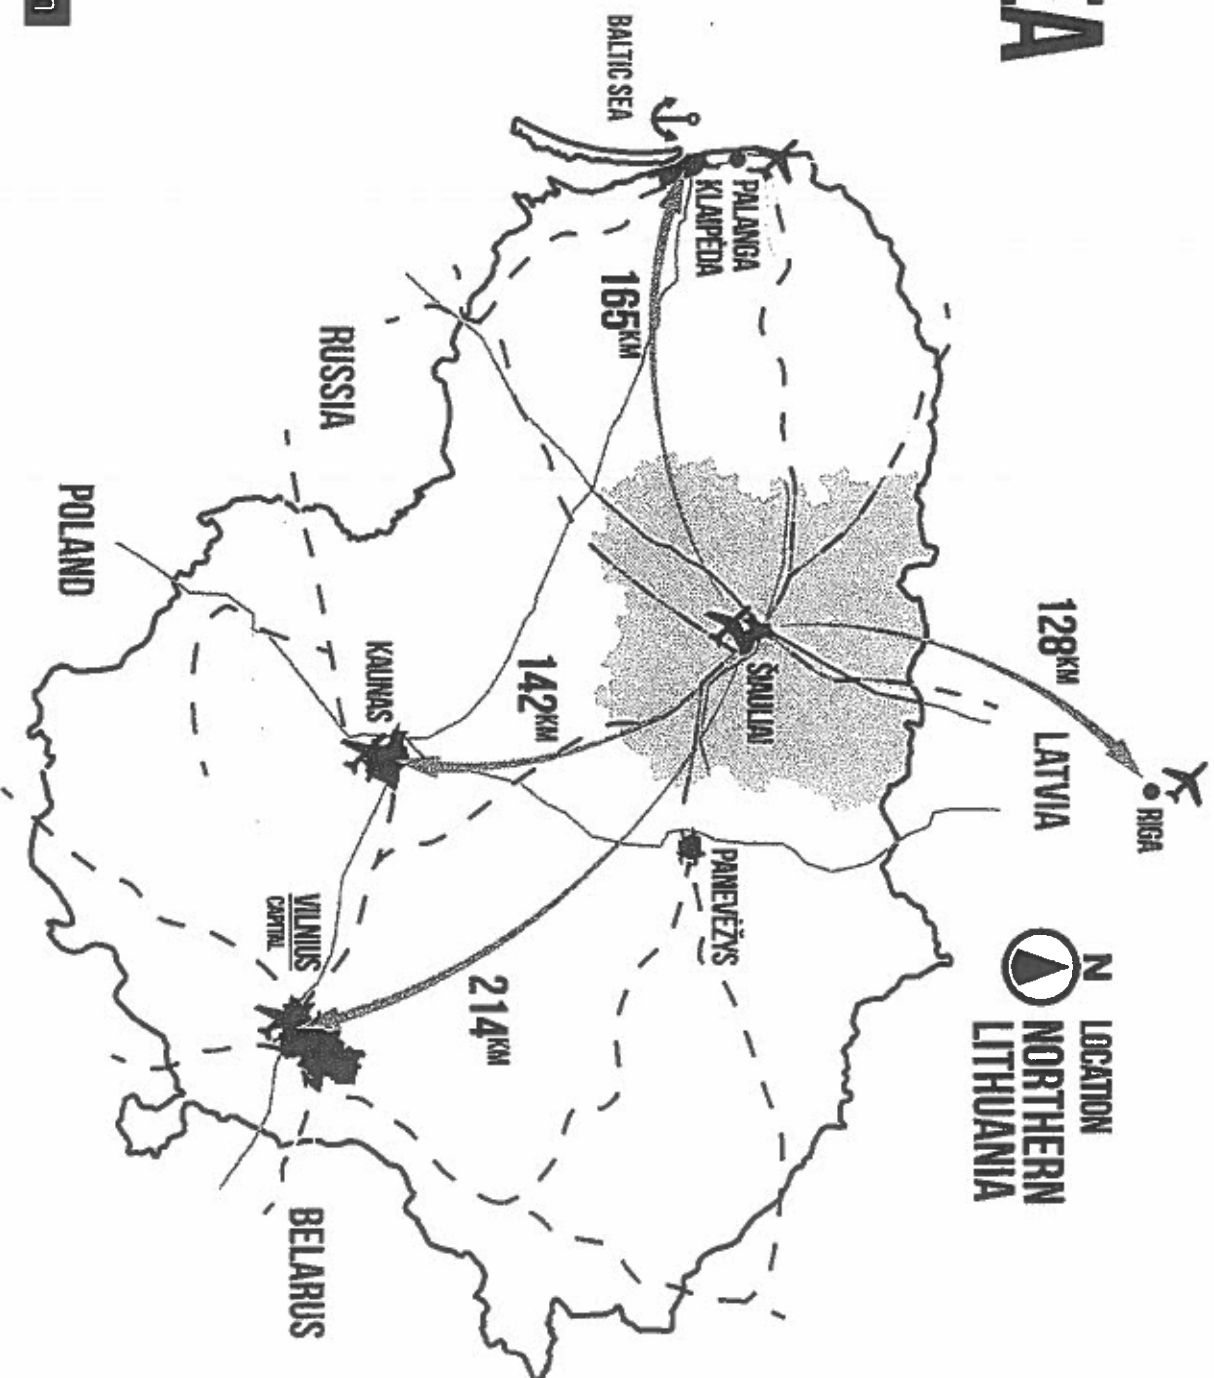 RIGA
N
LOCATION
NORTHERN
LITHUANIA
128KM
LATVIA
ŠIAULIAI
PALANGA
KLAIPĖDA
PANEVĖŽYS
BALTIC SEA
165KM
142KM
214KM
KAUNAS
RUSSIA
VILNIUS
CAPITAL
BELARUS
POLAND